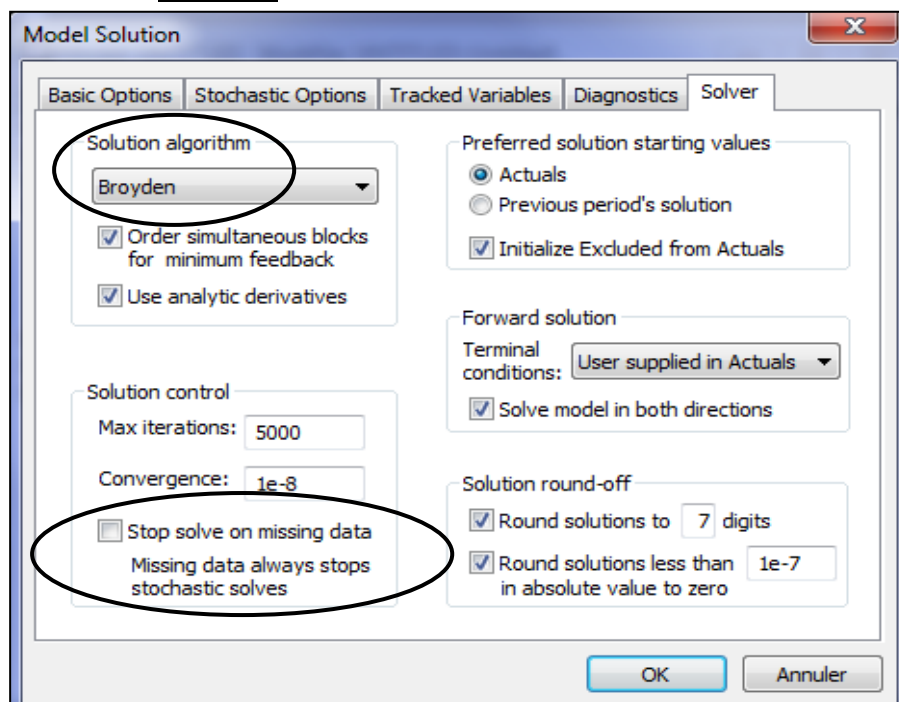 Model Solution
Basic Options Stochastic Options Tracked Variables Diagnostics Solver
Solution algorithm
Broyden
Order simultaneous blocks
for minimum feedback
Use analytic derivatives
Solution control
Max iterations: 5000
Convergence: 1e-8
Stop solve on missing data
Missing data always stops
stochastic solves
Preferred solution starting values
Actuals
Previous period's solution
Initialize Excluded from Actuals
Forward solution
Terminal
conditions: User supplied in Actuals
Solve model in both directions
Solution round-off
Round solutions to 7 digits
Round solutions less than 1e-7
in absolute value to zero
OK Annuler